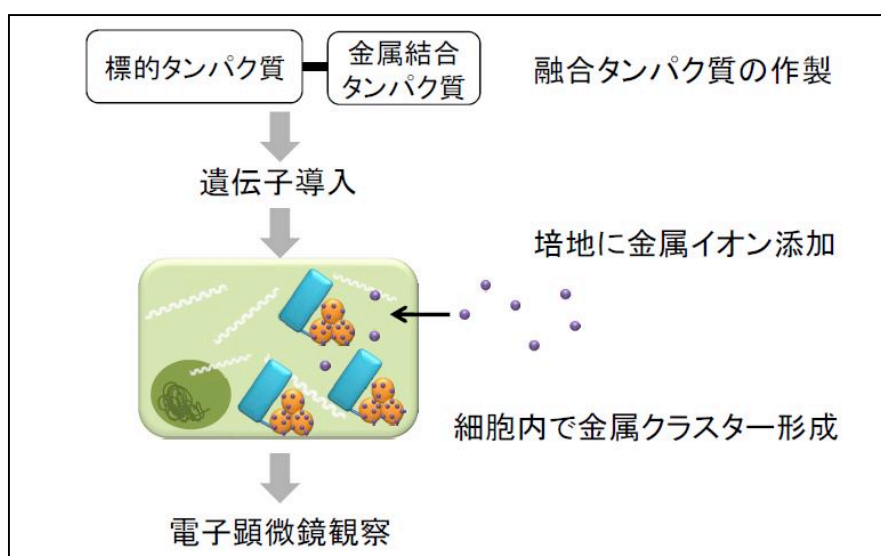 標的タンパク質
金属結合
タンパク質
融合タンパク質の作製
遺伝子導入
培地に金属イオン添加
細胞内で金属クラスター形成
電子顕微鏡観察